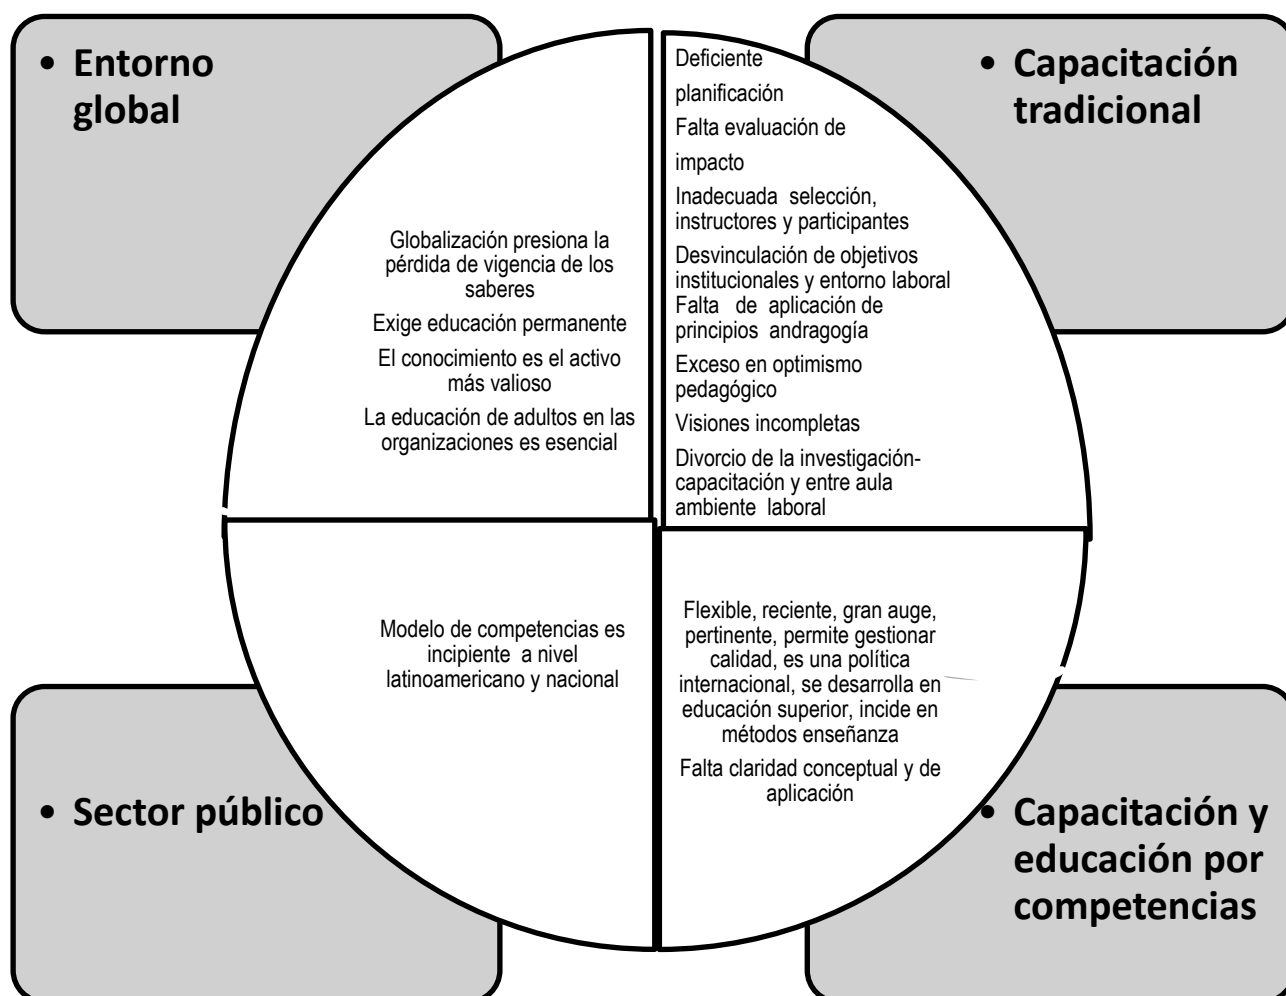 • Entorno
global
Globalización presiona la
pérdida de vigencia de los
saberes
Exige educación permanente
El conocimiento es el activo
más valioso
La educación de adultos en las
organizaciones es esencial
• Capacitación
tradicional
Deficiente
planificación
Falta evaluación de
impacto
Inadecuada selección,
instructores y participantes
Desvinculación de objetivos
institucionales y entorno laboral
Falta de aplicación de
principios andragogía
Exceso en optimismo
pedagógico
Visiones incompletas
Divorcio de la investigación-
capacitación y entre aula
ambiente laboral
• Sector público
Modelo de competencias es
incipiente a nivel
latinoamericano y nacional
Flexible, reciente, gran auge,
pertinente, permite gestionar
calidad, es una política
internacional, se desarrolla en
educación superior, incide en
métodos enseñanza
Falta claridad conceptual y de
aplicación
• Capacitación y
educación por
competencias